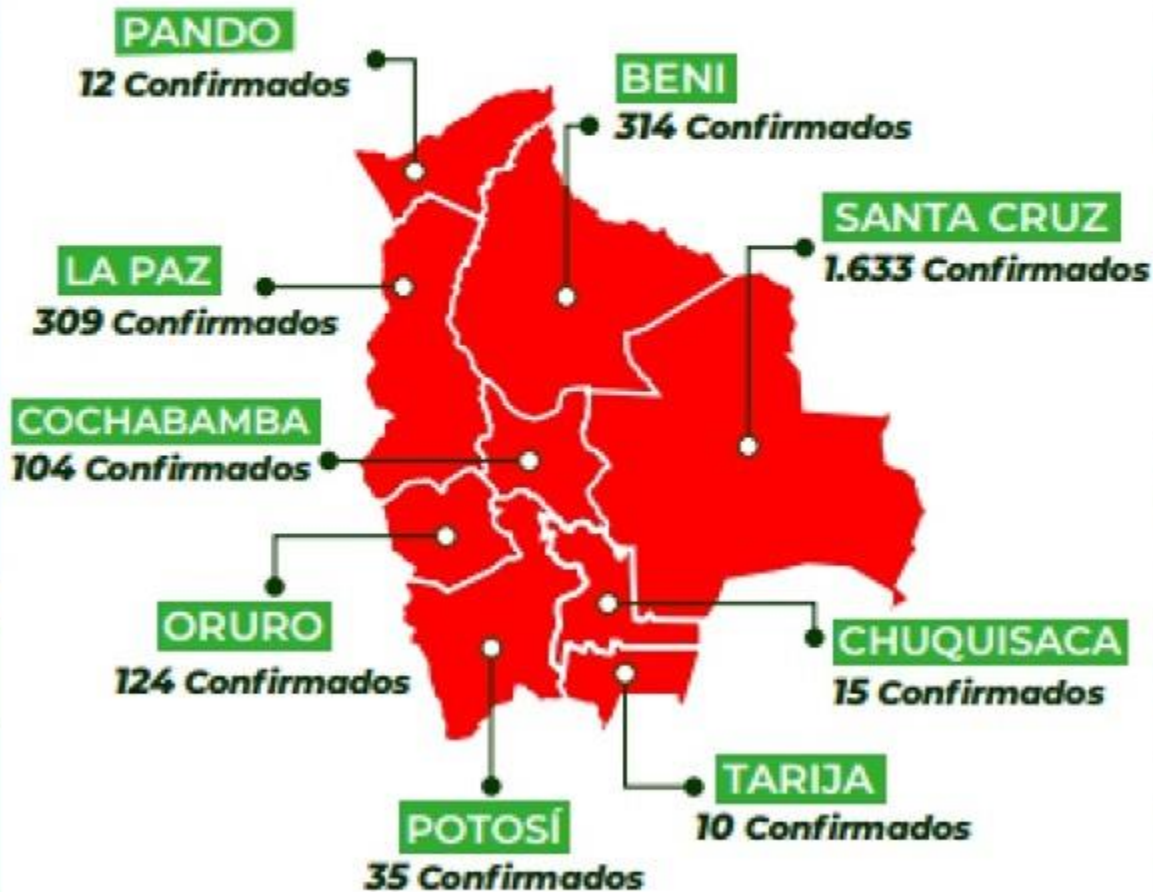 PANDO
12 Confirmados
BENI
314 Confirmados
SANTA CRUZ
1.633 Confirmados
LA PAZ
309 Confirmados
COCHABAMBA
104 Confirmados
ORURO
124 Confirmados
CHUQUISACA
15 Confirmados
TARIJA
10 Confirmados
POTOSÍ
35 Confirmados